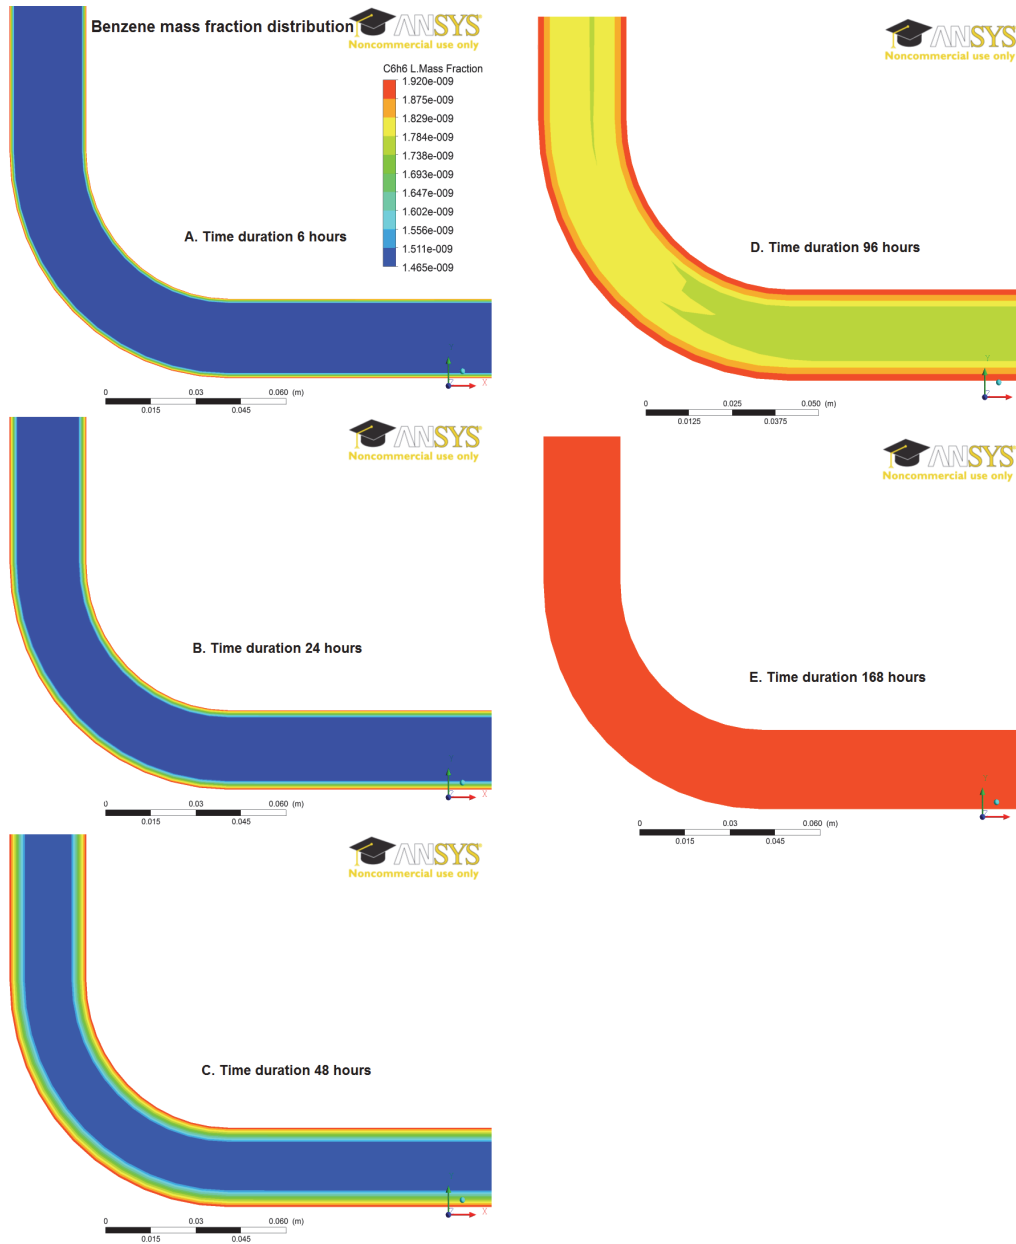 Benzene mass fraction distribution
ANSYS®
Noncommercial use only
C6h6 L.Mass Fraction
1.920e-009
1.875e-009
1.829e-009
1.784e-009
1.738e-009
1.693e-009
1.647e-009
1.602e-009
1.556e-009
1.511e-009
1.465e-009
A. Time duration 6 hours
X
0 0.03 0.060 (m)
0.015 0.045
ANSYS®
Noncommercial use only
B. Time duration 24 hours
X
0 0.03 0.060 (m)
0.015 0.045
ANSYS®
Noncommercial use only
C. Time duration 48 hours
X
0 0.03 0.060 (m)
0.015 0.045
ANSYS
Noncommercial use only
D. Time duration 96 hours
Y
0 0.025 0.050 (m)
0.0125 0.0375
ANSYS
Noncommercial use only
E. Time duration 168 hours
0 0.03 0.060 (m)
0.015 0.045